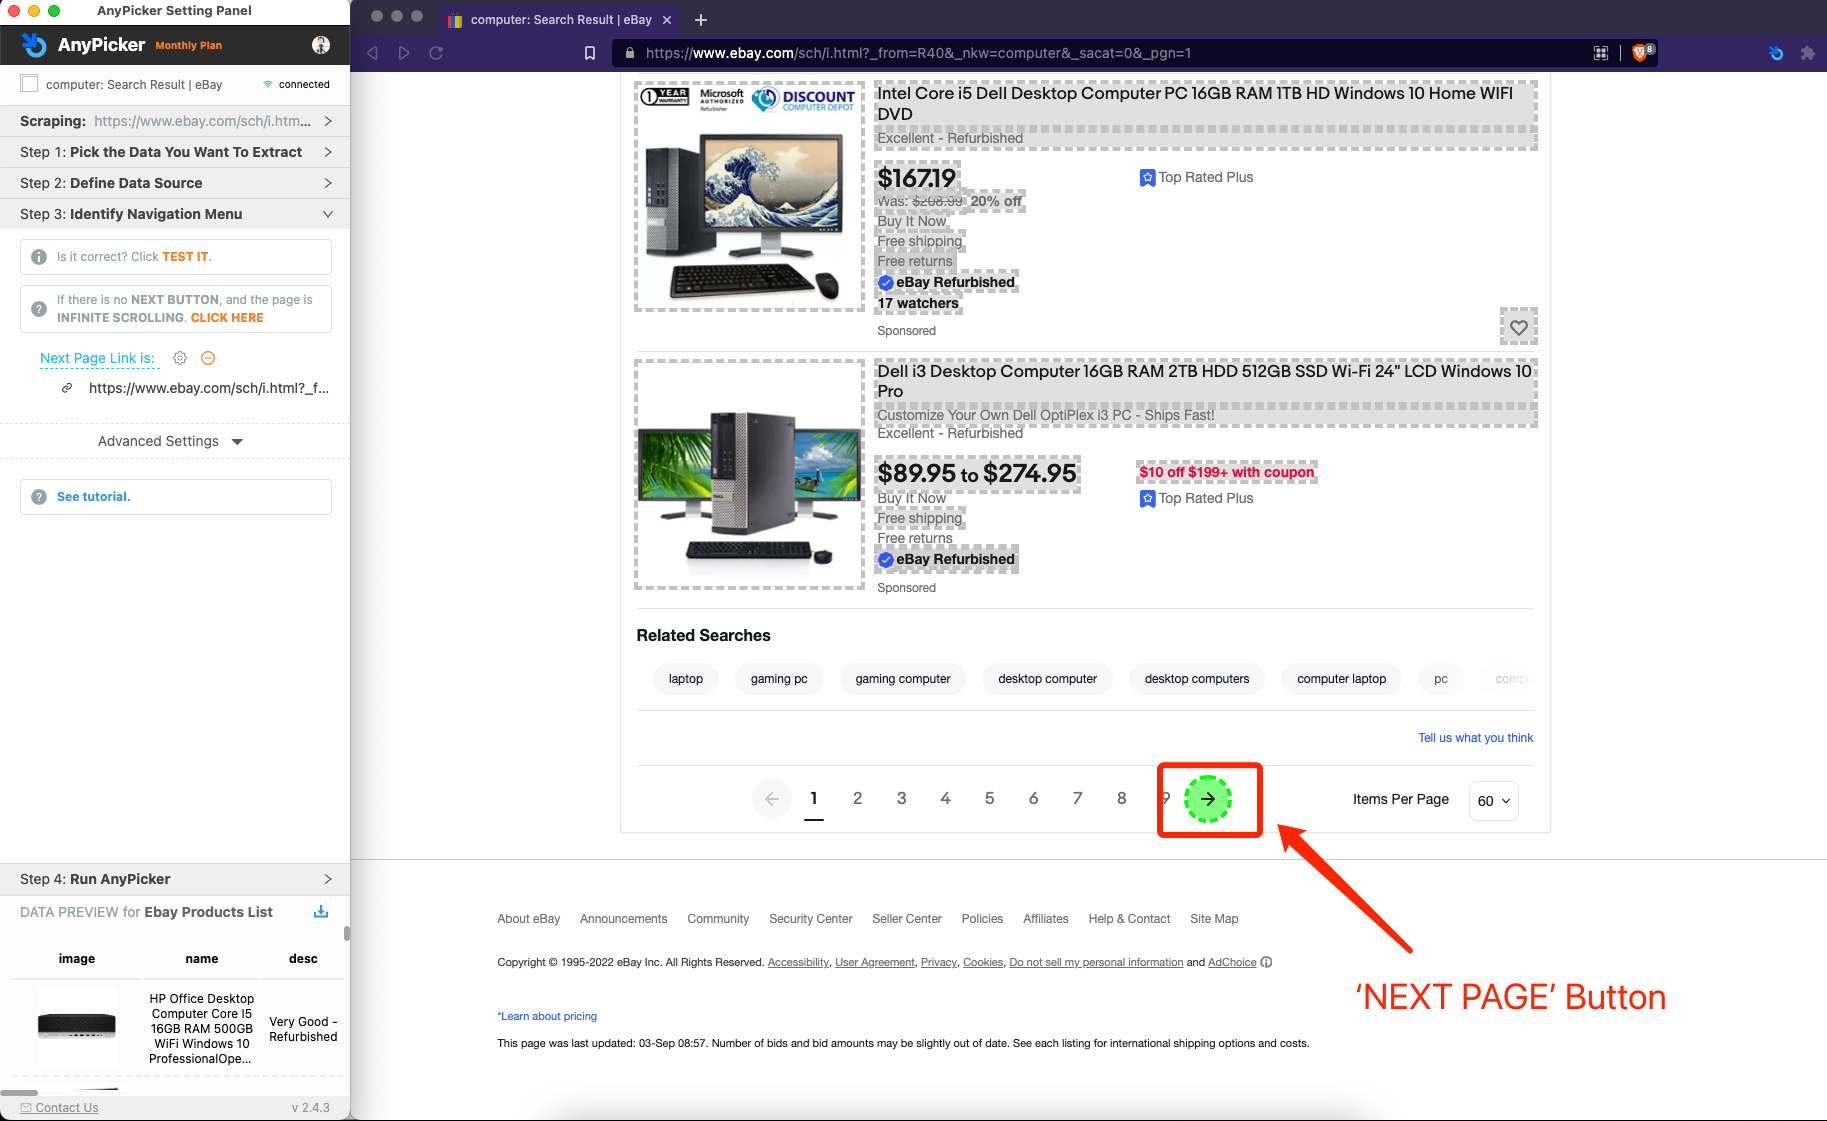 AnyPicker Setting Panel
AnyPicker Monthly Plan
computer: Search Result | eBay
connected
Scraping: https://www.ebay.com/sch/i.htm...
Step 1: Pick the Data You Want To Extract
Step 2: Define Data Source
Step 3: Identify Navigation Menu
Is it correct? Click TEST IT.
If there is no NEXT BUTTON, and the page is
INFINITE SCROLLING. CLICK HERE
Next Page Link is:
https://www.ebay.com/sch/i.html?_f...
Advanced Settings
See tutorial.
Step 4: Run AnyPicker
DATA PREVIEW for Ebay Products List
image name desc
HP Office Desktop
Computer Core I5
16GB RAM 500GB
WiFi Windows 10
ProfessionalOpe...
Very Good -
Refurbished
Contact Us
v 2.4.3
computer: Search Result | eBay
https://www.ebay.com/sch/i.html?_from=R40&_nkw=computer&_sacat=0&_pgn=1
8
1 YEAR
WARRANTY
Microsoft
AUTHORIZED
Refurbisher
DISCOUNT
COMPUTER DEPOT
Intel Core i5 Dell Desktop Computer PC 16GB RAM 1TB HD Windows 10 Home WIFI
DVD
Excellent - Refurbished
$167.19
Top Rated Plus
Was: $208.99 20% off
Buy It Now
Free shipping
Free returns
eBay Refurbished
17 watchers
Sponsored
Dell i3 Desktop Computer 16GB RAM 2TB HDD 512GB SSD Wi-Fi 24" LCD Windows 10
Pro
Customize Your Own Dell OptiPlex i3 PC - Ships Fast!
Excellent - Refurbished
$89.95 to $274.95
$10 off $199+ with coupon
Buy It Now
Top Rated Plus
Free shipping
Free returns
eBay Refurbished
Sponsored
Related Searches
laptop gaming pc gaming computer desktop computer desktop computers computer laptop pc compu
Tell us what you think
1 2 3 4 5 6 7 8 9
Items Per Page 60
About eBay Announcements Community Security Center Seller Center Policies Affiliates Help & Contact Site Map
Copyright © 1995-2022 eBay Inc. All Rights Reserved. Accessibility, User Agreement, Privacy, Cookies, Do not sell my personal information and AdChoice
‘NEXT PAGE’ Button
*Learn about pricing
This page was last updated: 03-Sep 08:57. Number of bids and bid amounts may be slightly out of date. See each listing for international shipping options and costs.